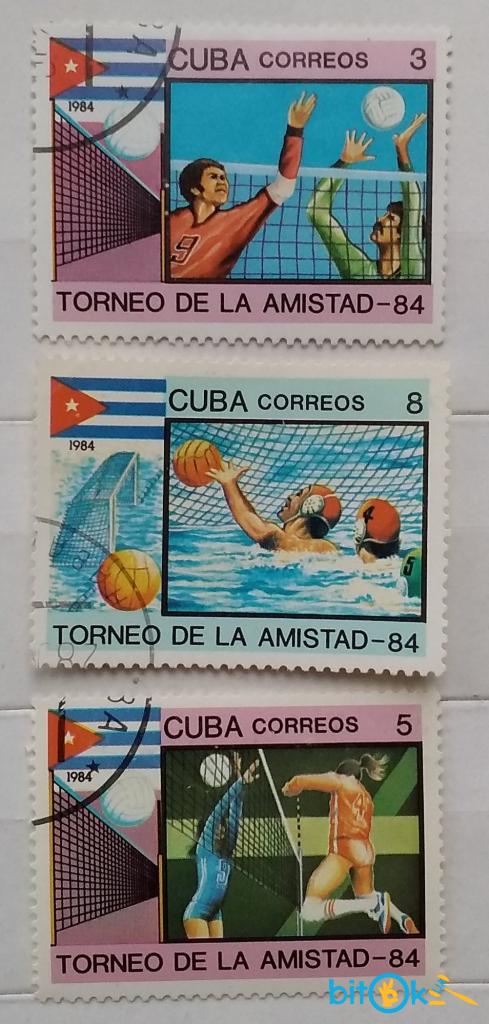 CUBA CORREOS 3
1984
9
TORNEO DE LA AMISTAD-84
CUBA CORREOS 8
1984
4
5
TORNEO DE LA AMISTAD-84
CUBA CORREOS 5
1984
4
TORNEO DE LA AMISTAD-84
bitok